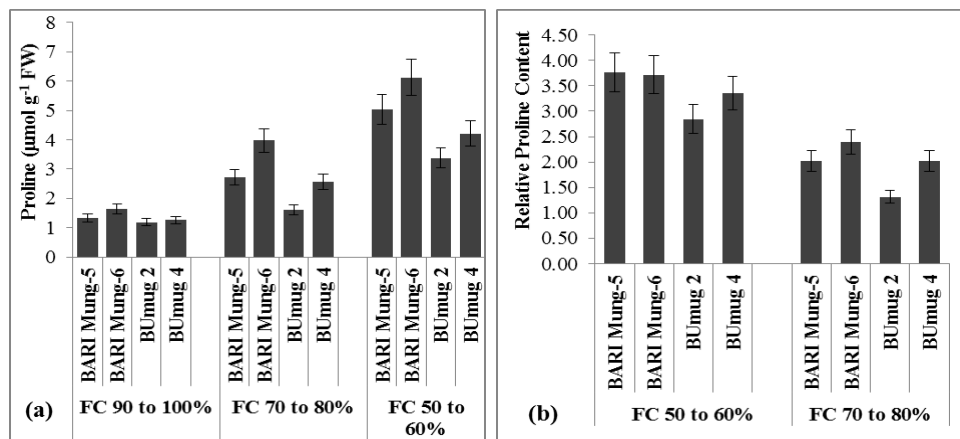 Proline (µmol g-1 FW)
8
7
6
5
4
3
2
1
0
BARI Mung-5
BARI Mung-6
BUmug 2
BUmug 4
BARI Mung-5
BARI Mung-6
BUmug 2
BUmug 4
BARI Mung-5
BARI Mung-6
BUmug 2
BUmug 4
FC 90 to 100%
FC 70 to 80%
FC 50 to
60%
(a)
Relative Proline Content
4.50
4.00
3.50
3.00
2.50
2.00
1.50
1.00
0.50
0.00
BARI Mung-5
BARI Mung-6
BUmug 2
BUmug 4
BARI Mung-5
BARI Mung-6
BUmug 2
BUmug 4
FC 50 to 60%
FC 70 to 80%
(b)